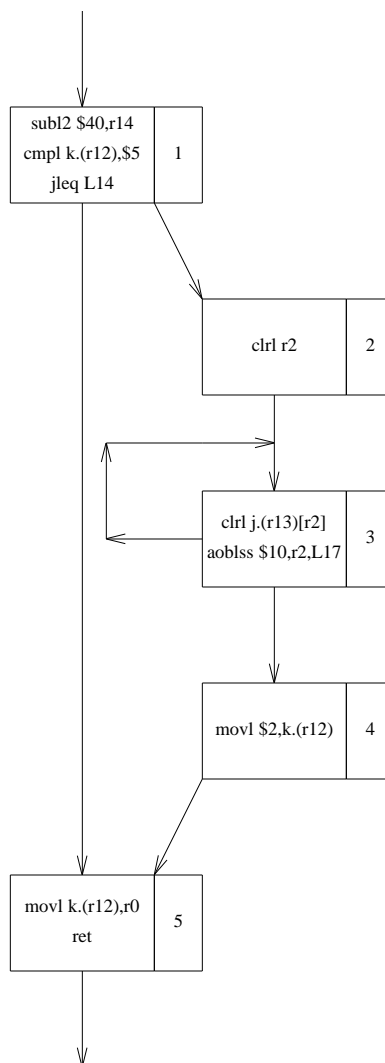 subl2 $40,r14
cmpl k.(r12),$5
jleq L14
1
clrl r2
2
clrl j.(r13)[r2]
aoblss $10,r2,L17
3
movl $2,k.(r12)
4
movl k.(r12),r0
ret
5